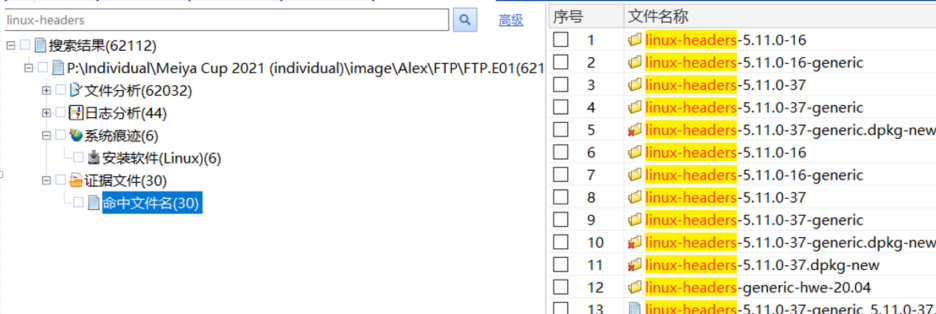 linux-headers
高级
搜索结果(62112)
P:\Individual\Meiya Cup 2021 (individual)\image\Alex\FTP\FTP.E01(621
文件分析(62032)
日志分析(44)
系统痕迹(6)
安装软件(Linux)(6)
证据文件(30)
命中文件名(30)
序号 文件名称
1 linux-headers-5.11.0-16
2 linux-headers-5.11.0-16-generic
3 linux-headers-5.11.0-37
4 linux-headers-5.11.0-37-generic
5 linux-headers-5.11.0-37-generic.dpkg-new
6 linux-headers-5.11.0-16
7 linux-headers-5.11.0-16-generic
8 linux-headers-5.11.0-37
9 linux-headers-5.11.0-37-generic
10 linux-headers-5.11.0-37-generic.dpkg-new
11 linux-headers-5.11.0-37.dpkg-new
12 linux-headers-generic-hwe-20.04
13 linux-headers-5.11.0-37-generic_5.11.0-37.